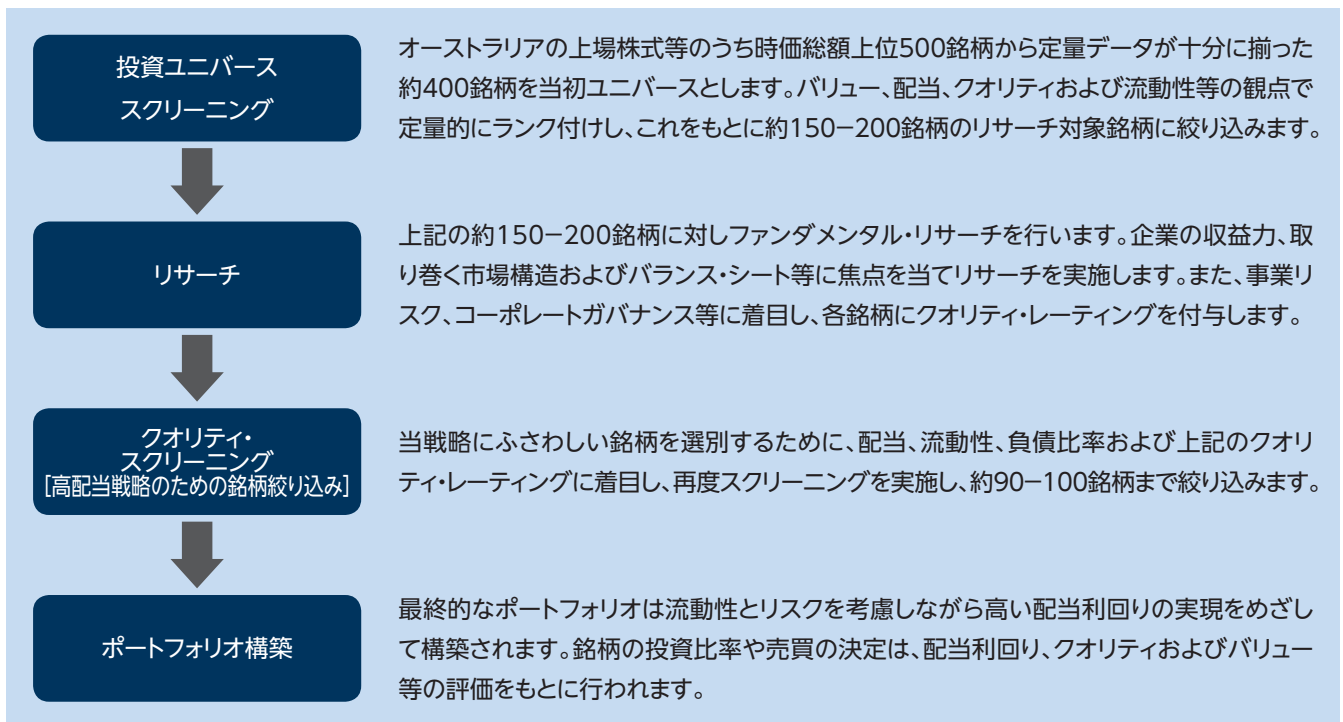 投資ユニバース
スクリーニング
オーストラリアの上場株式等のうち時価総額上位500銘柄から定量データが十分に揃った
約400銘柄を当初ユニバースとします。バリュー、配当、クオリティおよび流動性等の観点で
定量的にランク付けし、これをもとに約150−200銘柄のリサーチ対象銘柄に絞り込みます。
リサーチ
上記の約150−200銘柄に対しファンダメンタル・リサーチを行います。企業の収益力、取
り巻く市場構造およびバランス・シート等に焦点を当てリサーチを実施します。また、事業リ
スク、コーポレートガバナンス等に着目し、各銘柄にクオリティ・レーティングを付与します。
クオリティ・
スクリーニング
[高配当戦略のための銘柄絞り込み]
当戦略にふさわしい銘柄を選別するために、配当、流動性、負債比率および上記のクオリ
ティ・レーティングに着目し、再度スクリーニングを実施し、約90−100銘柄まで絞り込みます。
ポートフォリオ構築
最終的なポートフォリオは流動性とリスクを考慮しながら高い配当利回りの実現をめざし
て構築されます。銘柄の投資比率や売買の決定は、配当利回り、クオリティおよびバリュー
等の評価をもとに行われます。